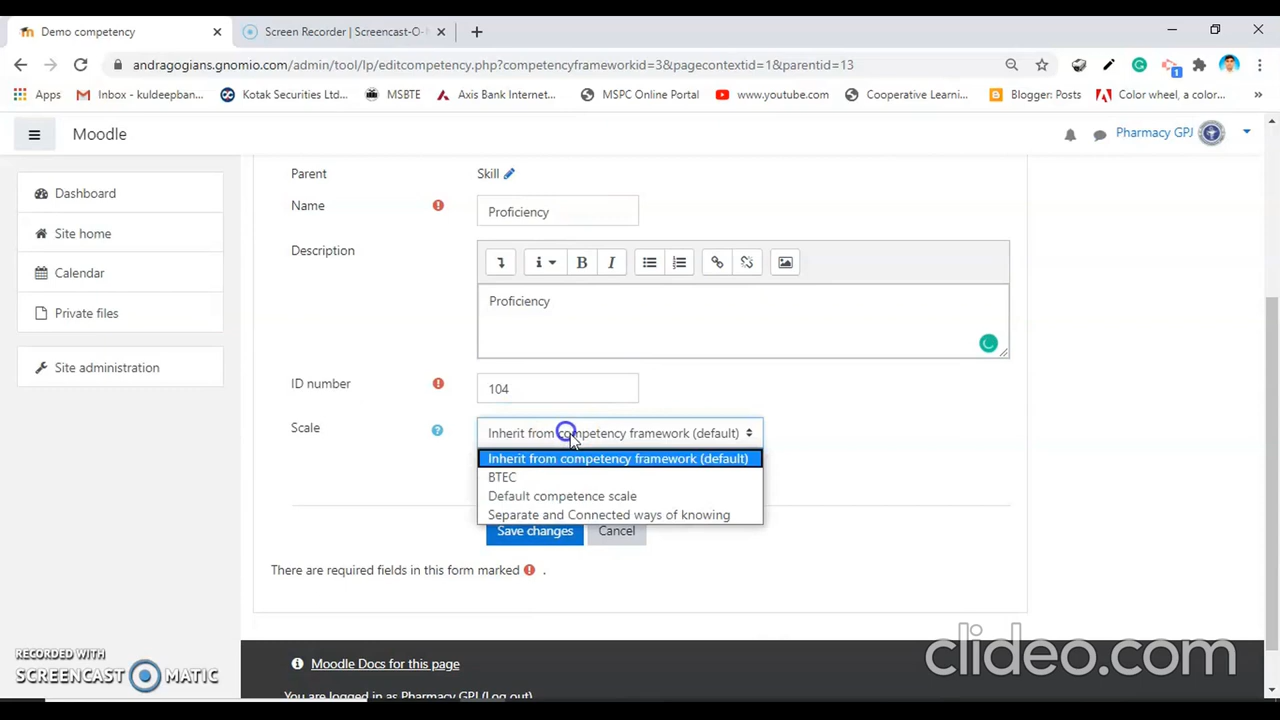 Demo competency
Screen Recorder | Screencast-O-
andragogians.gnomio.com/admin/tool/lp/editcompetency.php?competencyframeworkid=3&pagecontextid=1&parentid=13
1
Apps
Inbox - kuldeepban...
Kotak Securities Ltd...
MSBTE
Axis Bank Internet...
MSPC Online Portal
www.youtube.com
Cooperative Learni...
Blogger: Posts
Color wheel, a color...
»
Moodle
Pharmacy GPJ
Dashboard
Site home
Calendar
Private files
Site administration
Parent
Skill
Name
Proficiency
Description
B
I
Proficiency
ID number
104
Scale
Inherit from competency framework (default)
Inherit from competency framework (default)
BTEC
Default competence scale
Separate and Connected ways of knowing
Save changes
Cancel
There are required fields in this form marked .
Moodle Docs for this page
You are logged in as Pharmacy GPJ (Log out)
RECORDED WITH
SCREENCAST MATIC
clideo.com